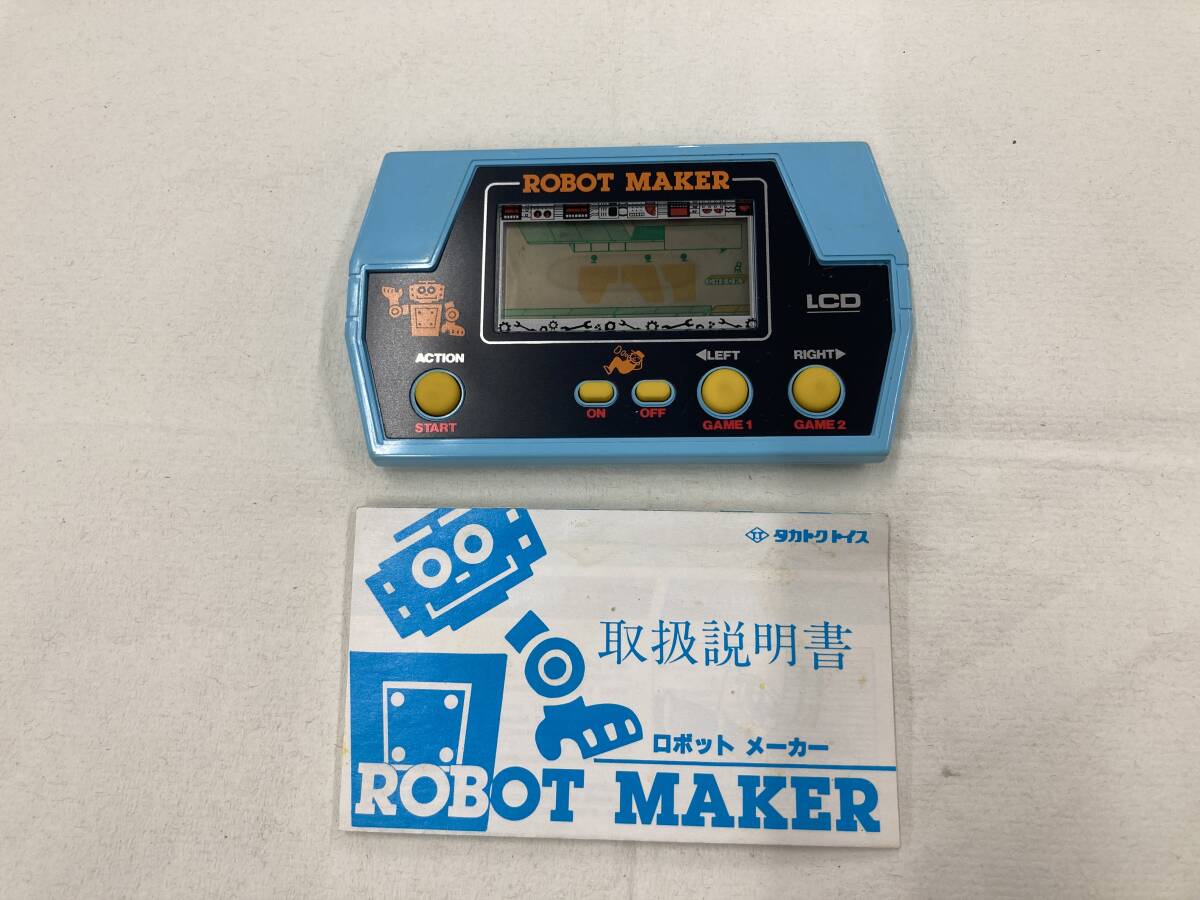 ROBOT MAKER
CHECK
LCD
ACTION
◀LEFT
RIGHT▶
START
ON
OFF
GAME 1
GAME 2
タカトク トイス
取扱説明書
ロボット メーカー
ROBOT MAKER